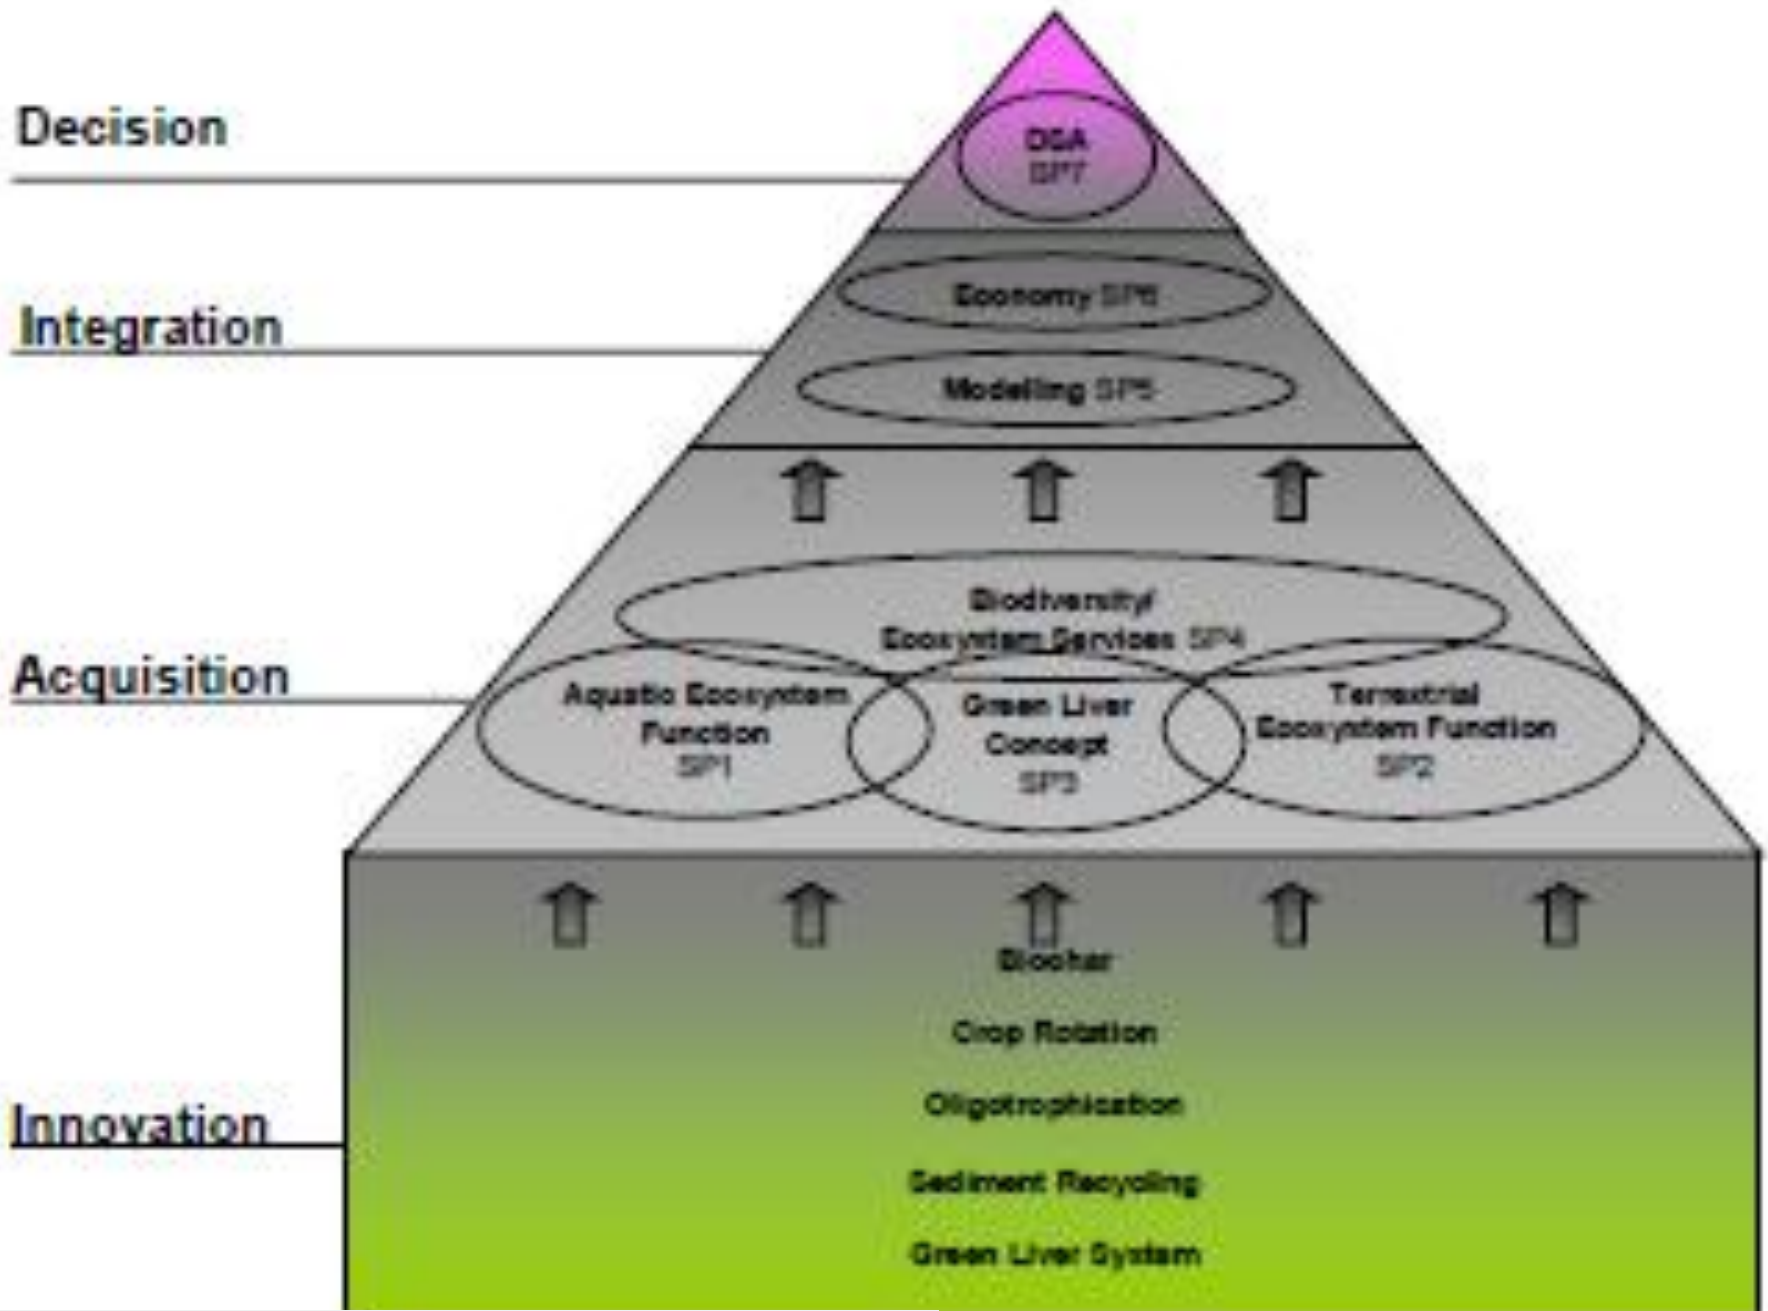 Decision
DSA
SP7
Integration
Economy SP6
Modelling SP5
Acquisition
Biodiversity/
Ecosystem Services SP4
Aquatic Ecosystem
Function
SP1
Green Liver
Concept
SP3
Terrextrial
Ecosystem Function
SP2
Innovation
Biochar
Crop Rotation
Oligotrophication
Sediment Recycling
Green Liver System